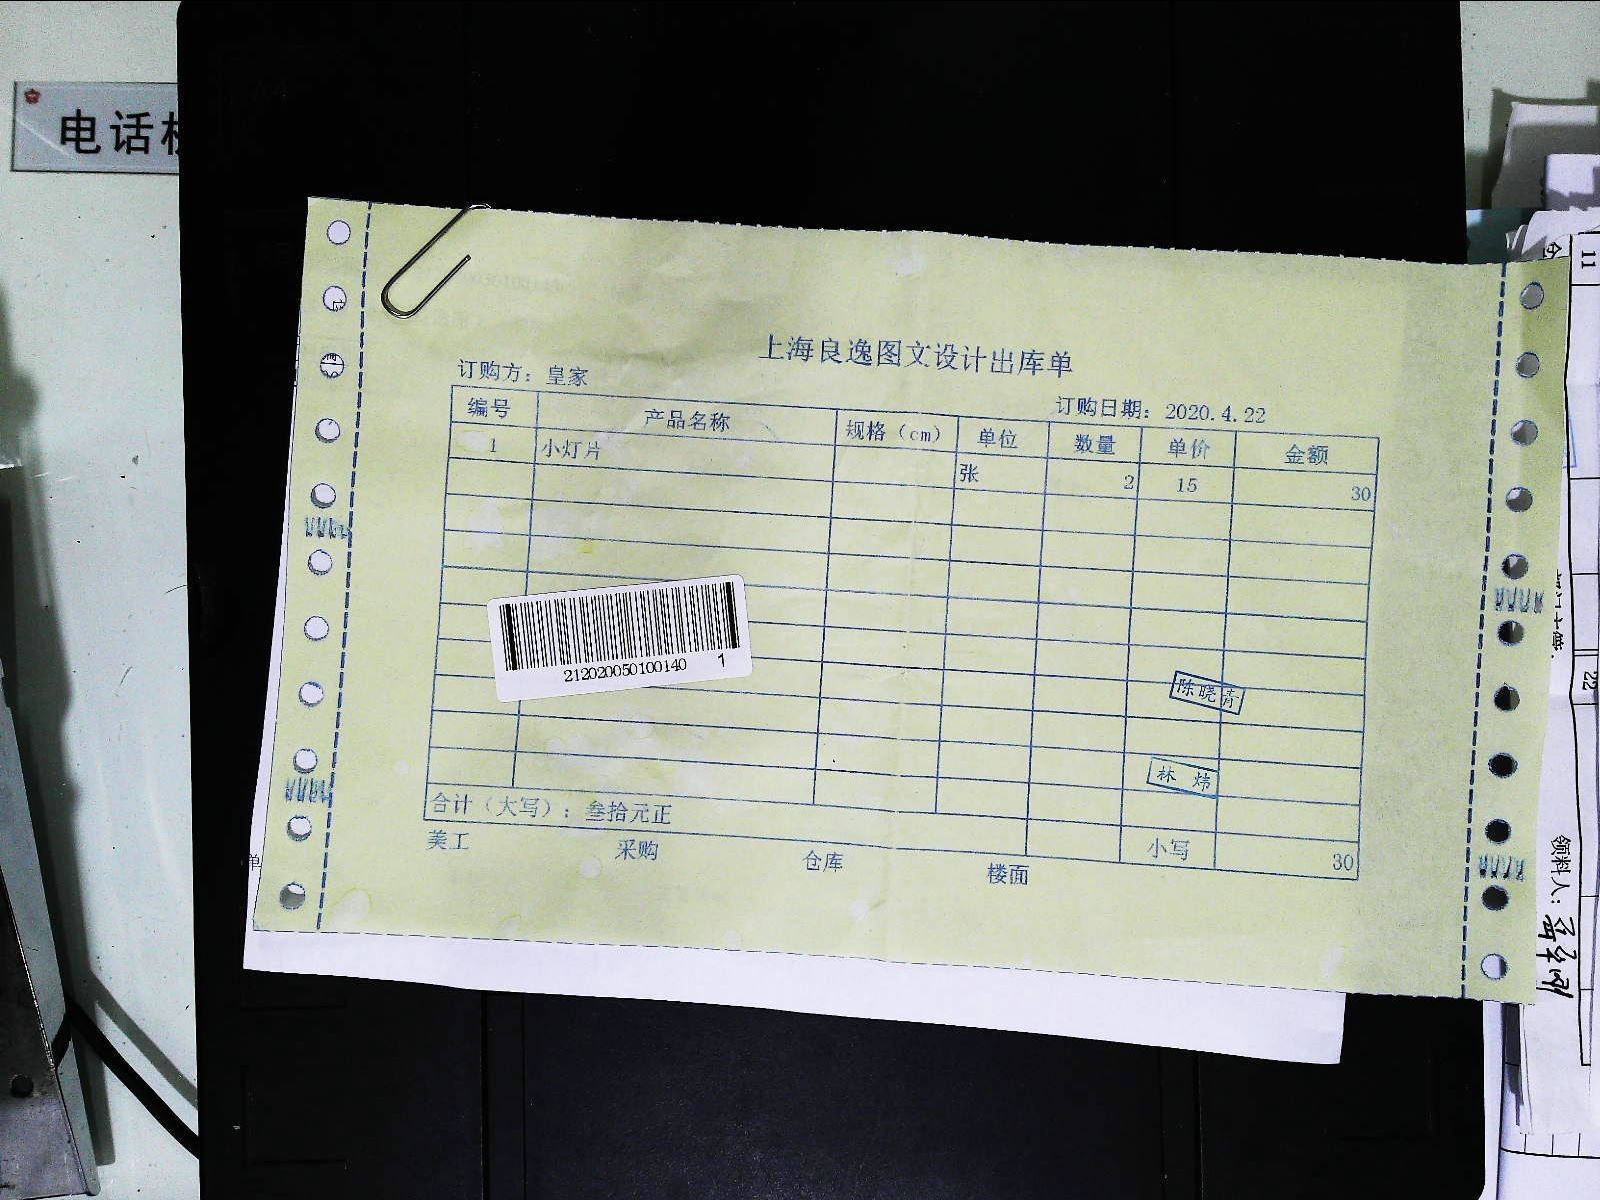 电话
上海良逸图文设计出库单
订购方：皇家
订购日期：2020.4.22
编号 产品名称 规格（cm） 单位 数量 单价 金额
1 小灯片 张 2 15 30
212020050100140 1
陈晓青
林 炜
合计（大写）：叁拾元正 小写 30
美工 采购 仓库 楼面
单
11
22
领料人：